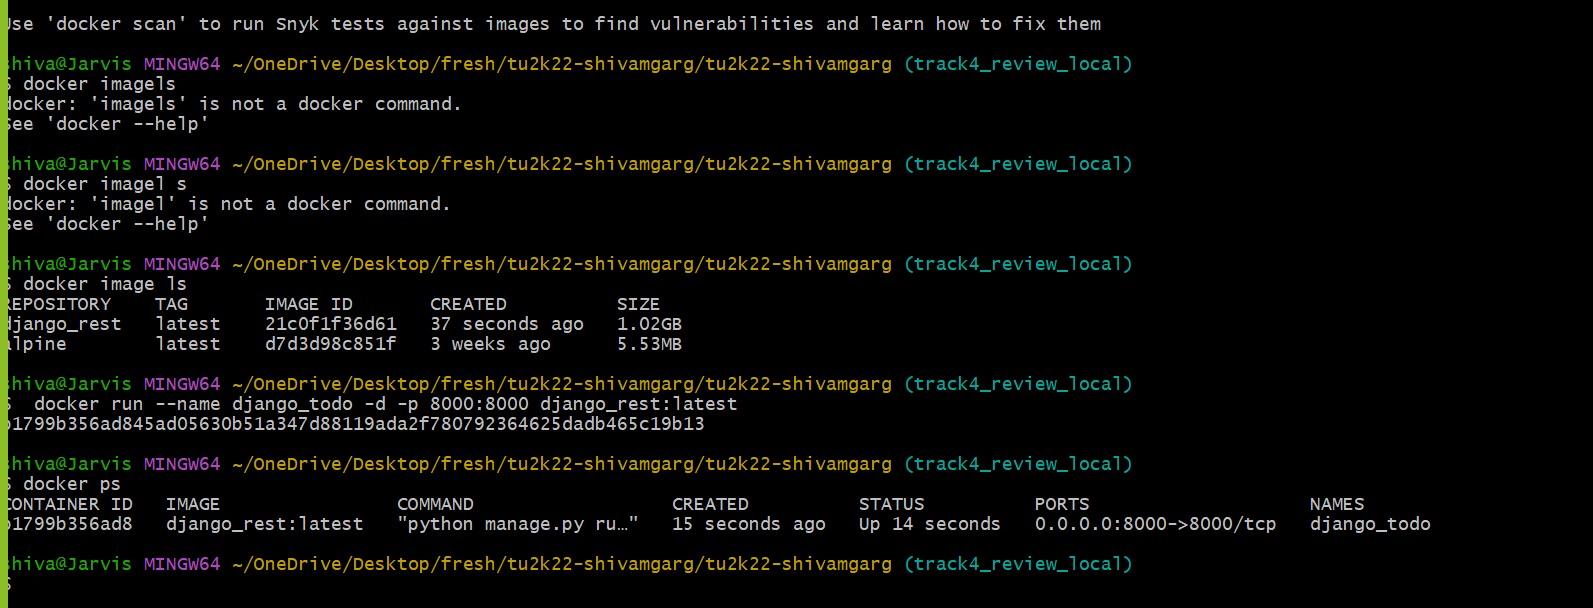 Use 'docker scan' to run Snyk tests against images to find vulnerabilities and learn how to fix them
shiva@Jarvis MINGW64 ~/OneDrive/Desktop/fresh/tu2k22-shivamgarg/tu2k22-shivamgarg (track4_review_local)
$ docker imagels
docker: 'imagels' is not a docker command.
See 'docker --help'
shiva@Jarvis MINGW64 ~/OneDrive/Desktop/fresh/tu2k22-shivamgarg/tu2k22-shivamgarg (track4_review_local)
$ docker imagel s
docker: 'imagel' is not a docker command.
See 'docker --help'
shiva@Jarvis MINGW64 ~/OneDrive/Desktop/fresh/tu2k22-shivamgarg/tu2k22-shivamgarg (track4_review_local)
$ docker image ls
REPOSITORY TAG IMAGE ID CREATED SIZE
django_rest latest 21c0f1f36d61 37 seconds ago 1.02GB
alpine latest d7d3d98c851f 3 weeks ago 5.53MB
shiva@Jarvis MINGW64 ~/OneDrive/Desktop/fresh/tu2k22-shivamgarg/tu2k22-shivamgarg (track4_review_local)
$ docker run --name django_todo -d -p 8000:8000 django_rest:latest
b1799b356ad845ad05630b51a347d88119ada2f780792364625dadb465c19b13
shiva@Jarvis MINGW64 ~/OneDrive/Desktop/fresh/tu2k22-shivamgarg/tu2k22-shivamgarg (track4_review_local)
$ docker ps
CONTAINER ID IMAGE COMMAND CREATED STATUS PORTS NAMES
b1799b356ad8 django_rest:latest "python manage.py ru…" 15 seconds ago Up 14 seconds 0.0.0.0:8000->8000/tcp django_todo
shiva@Jarvis MINGW64 ~/OneDrive/Desktop/fresh/tu2k22-shivamgarg/tu2k22-shivamgarg (track4_review_local)
$